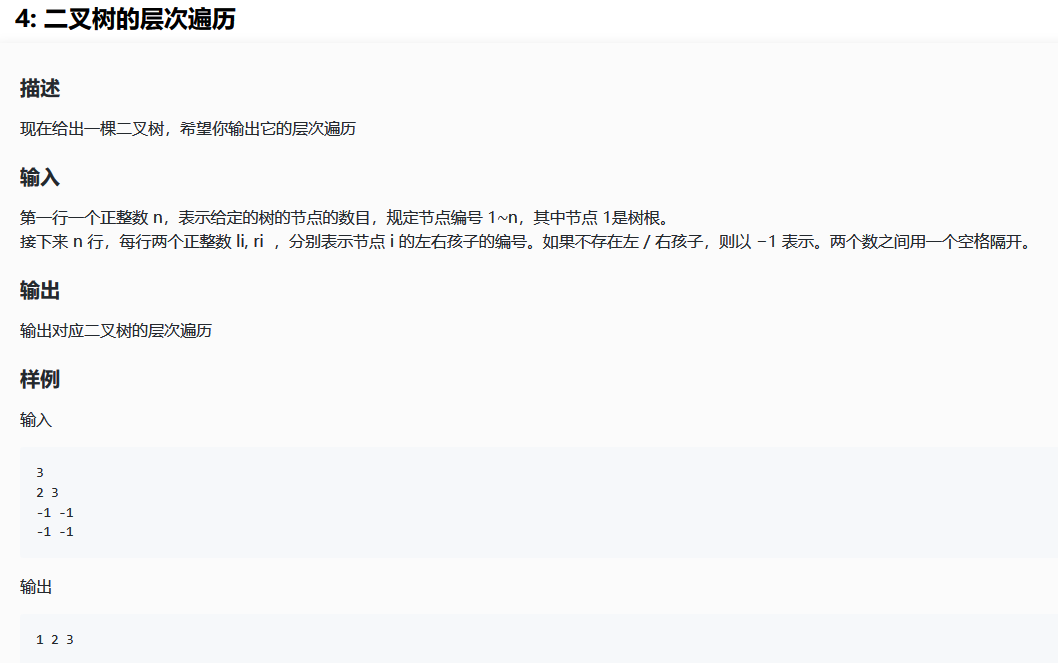 4: 二叉树的层次遍历
描述
现在给出一棵二叉树，希望你输出它的层次遍历
输入
第一行一个正整数 n，表示给定的树的节点的数目，规定节点编号 1~n，其中节点 1是树根。
接下来 n 行，每行两个正整数 li, ri ，分别表示节点 i 的左右孩子的编号。如果不存在左 / 右孩子，则以 −1 表示。两个数之间用一个空格隔开。
输出
输出对应二叉树的层次遍历
样例
输入
3
2 3
-1 -1
-1 -1
输出
1 2 3